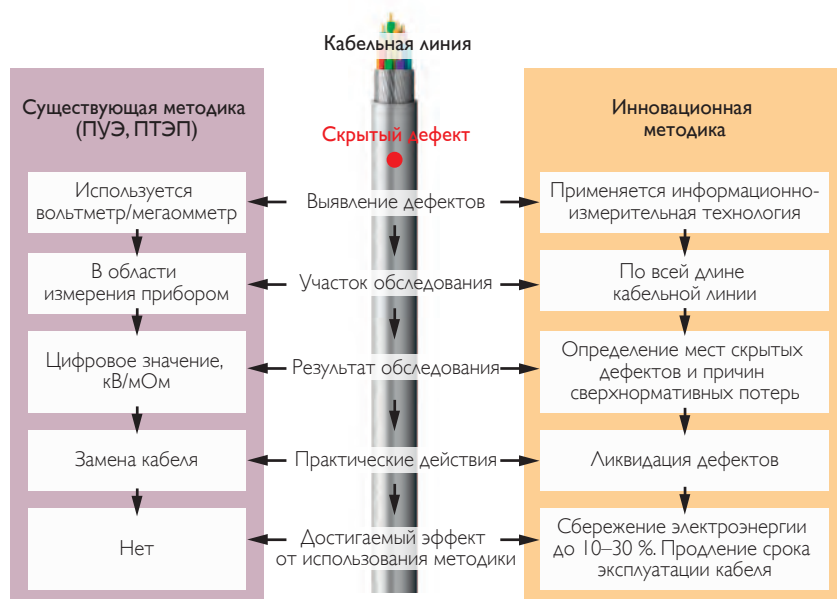 Кабельная линия
Существующая методика
(ПУЭ, ПТЭП)
Скрытый дефект
Инновационная
методика
Используется
вольтметр/мегаомметр
Выявление дефектов
Применяется информационно-
измерительная технология
В области
измерения прибором
Участок обследования
По всей длине
кабельной линии
Цифровое значение,
кВ/мОм
Результат обследования
Определение мест скрытых
дефектов и причин
сверхнормативных потерь
Замена кабеля
Практические действия
Ликвидация дефектов
Нет
Достигаемый эффект
от использования методики
Сбережение электроэнергии
до 10–30 %. Продление срока
эксплуатации кабеля